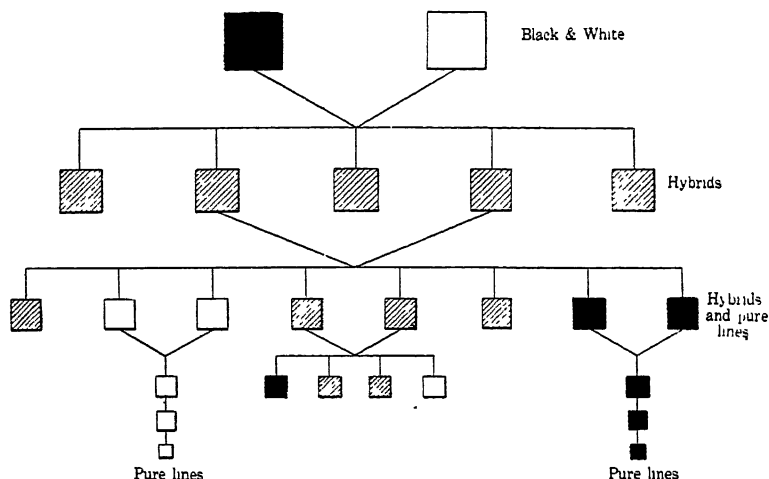 Black & White
Hybrids
Hybrids
and pure
lines
Pure lines
Pure lines